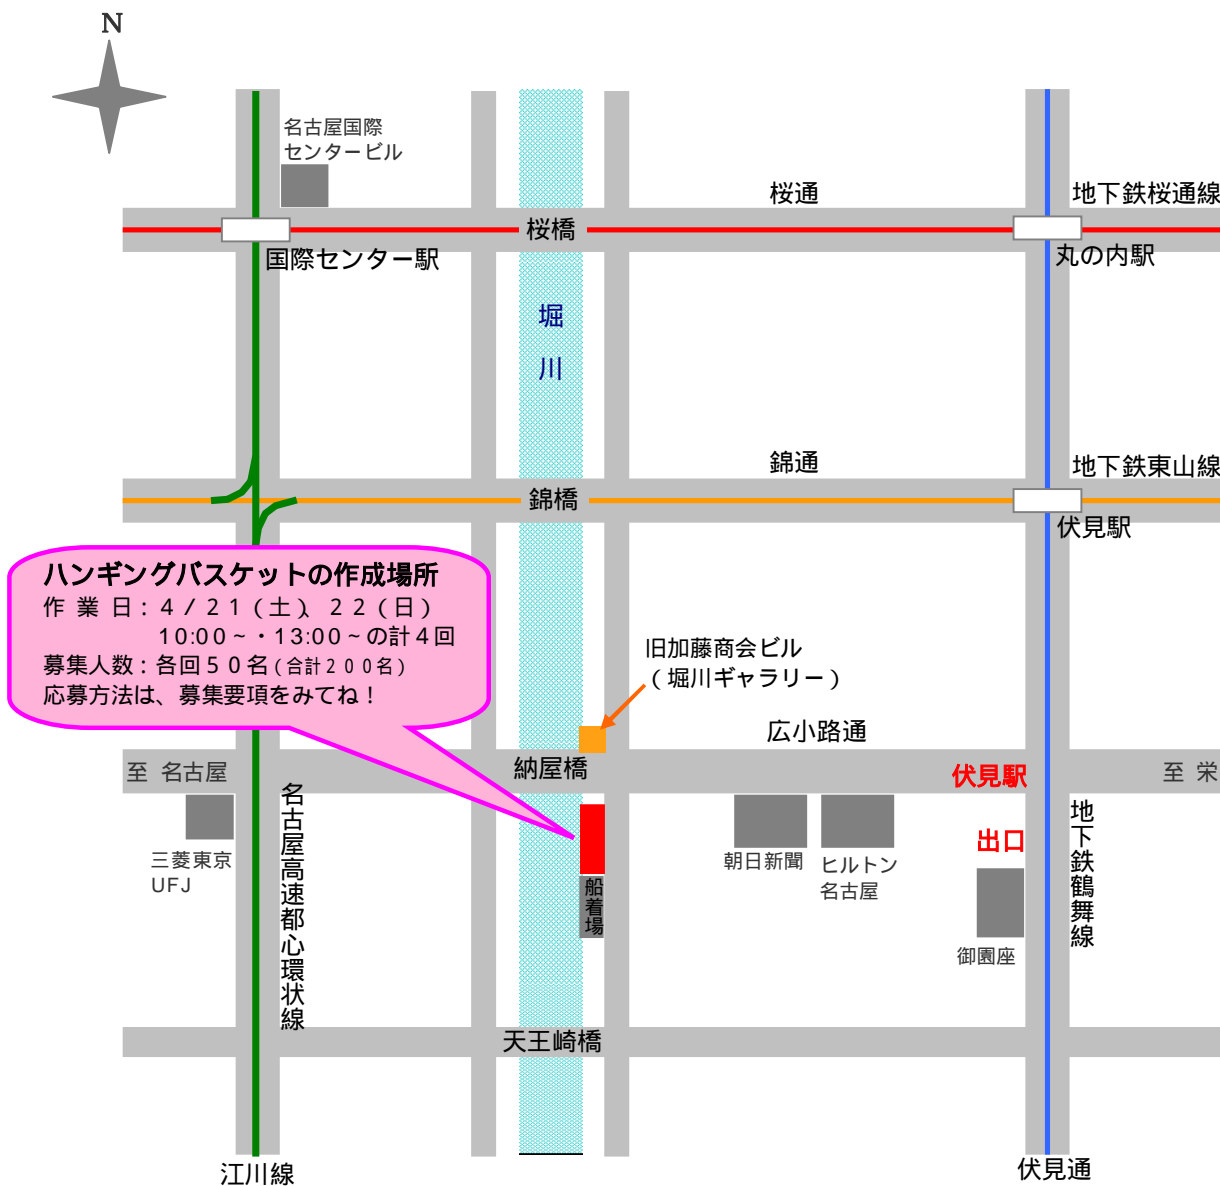 N
名古屋国際
センタービル
桜通
地下鉄桜通線
桜橋
国際センター駅
丸の内駅
堀川
錦通
地下鉄東山線
錦橋
伏見駅
ハンギングバスケットの作成場所
作 業 日：４／２１（土）、２２（日）
10:00～・13:00～の計４回
募集人数：各回５０名（合計２００名）
応募方法は、募集要項をみてね！
旧加藤商会ビル
（堀川ギャラリー）
広小路通
至 名古屋
納屋橋
伏見駅
至 栄
出口
三菱東京
UFJ
名古屋高速都心環状線
船着場
朝日新聞
ヒルトン
名古屋
御園座
地下鉄鶴舞線
天王崎橋
江川線
伏見通